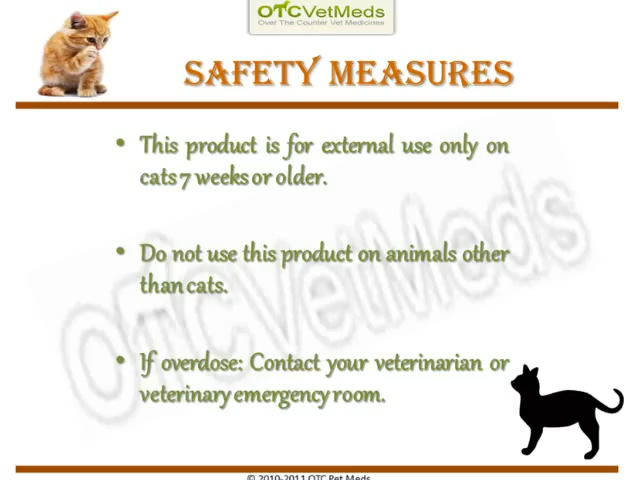 OTCVetMeds
Over The Counter Vet Medicines
SAFETY MEASURES
• This product is for external use only on
cats 7 weeks or older.
• Do not use this product on animals other
than cats.
• If overdose: Contact your veterinarian or
veterinary emergency room.
OTCVetMeds
© 2010-2011 OTC Pet Meds